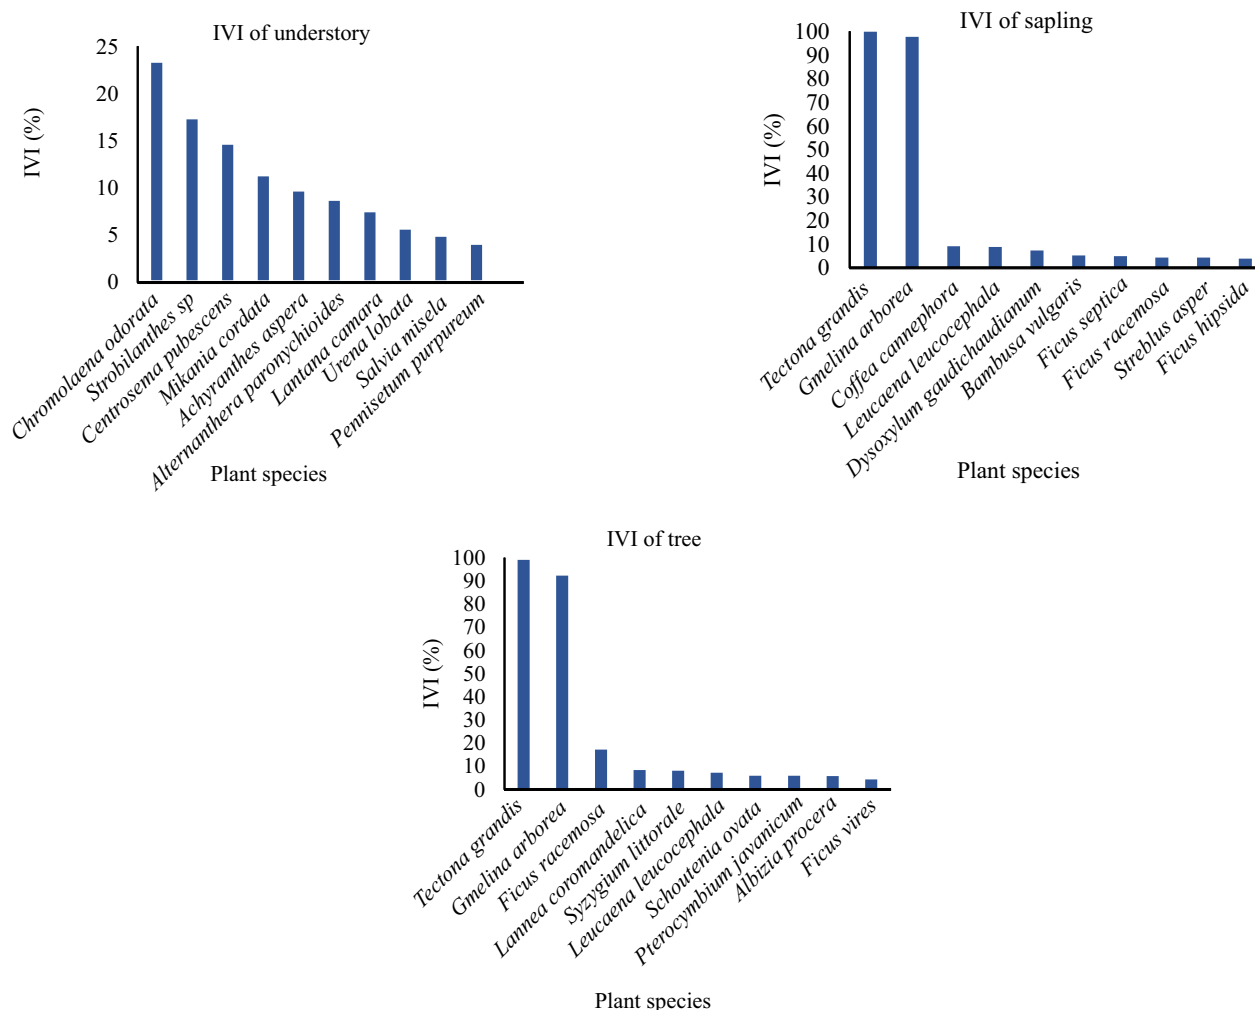 IVI of understory
IVI (%)
25
20
15
10
5
0
Chromolaena odorata
Strobilanthes sp
Centrosema pubescens
Mikania cordata
Achyranthes aspera
Alternanthera paronychioides
Lantana camara
Urena lobata
Salvia misela
Pennisetum purpureum
Plant species
IVI of sapling
IVI (%)
100
90
80
70
60
50
40
30
20
10
0
Tectona grandis
Gmelina arborea
Coffea cannephora
Leucaena leucocephala
Dysoxylum gaudichaudianum
Bambusa vulgaris
Ficus septica
Ficus racemosa
Streblus asper
Ficus hipsida
Plant species
IVI of tree
IVI (%)
100
90
80
70
60
50
40
30
20
10
0
Tectona grandis
Gmelina arborea
Ficus racemosa
Lannea coromandelica
Syzygium littorale
Leucaena leucocephala
Schoutenia ovata
Pterocymbium javanicum
Albizia procera
Ficus vires
Plant species